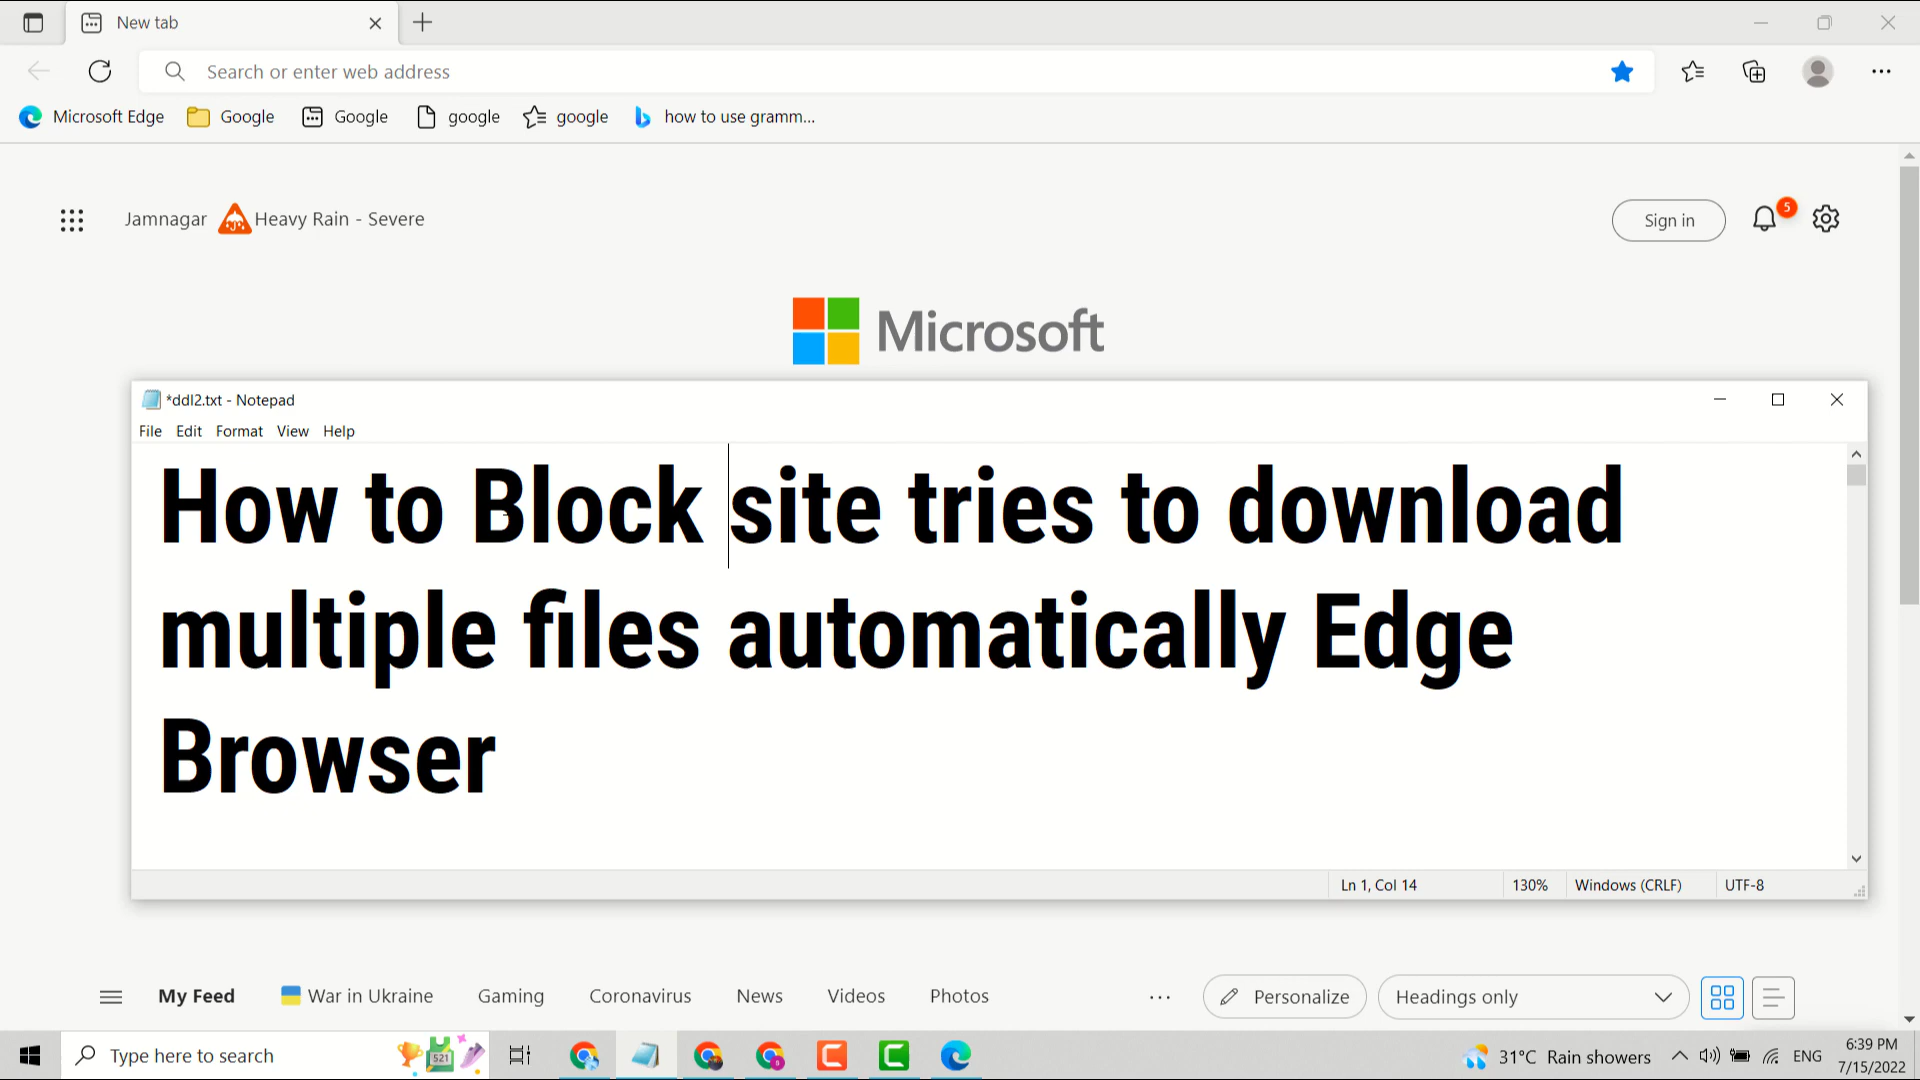 New tab
Search or enter web address
Microsoft Edge Google Google google google how to use gramm...
Jamnagar Heavy Rain - Severe
Sign in 5
Microsoft
*ddl2.txt - Notepad
File Edit Format View Help
How to Block site tries to download
multiple files automatically Edge
Browser
Ln 1, Col 14 130% Windows (CRLF) UTF-8
My Feed War in Ukraine Gaming Coronavirus News Videos Photos ... Personalize Headings only
Type here to search 521 31°C Rain showers ENG 6:39 PM
7/15/2022